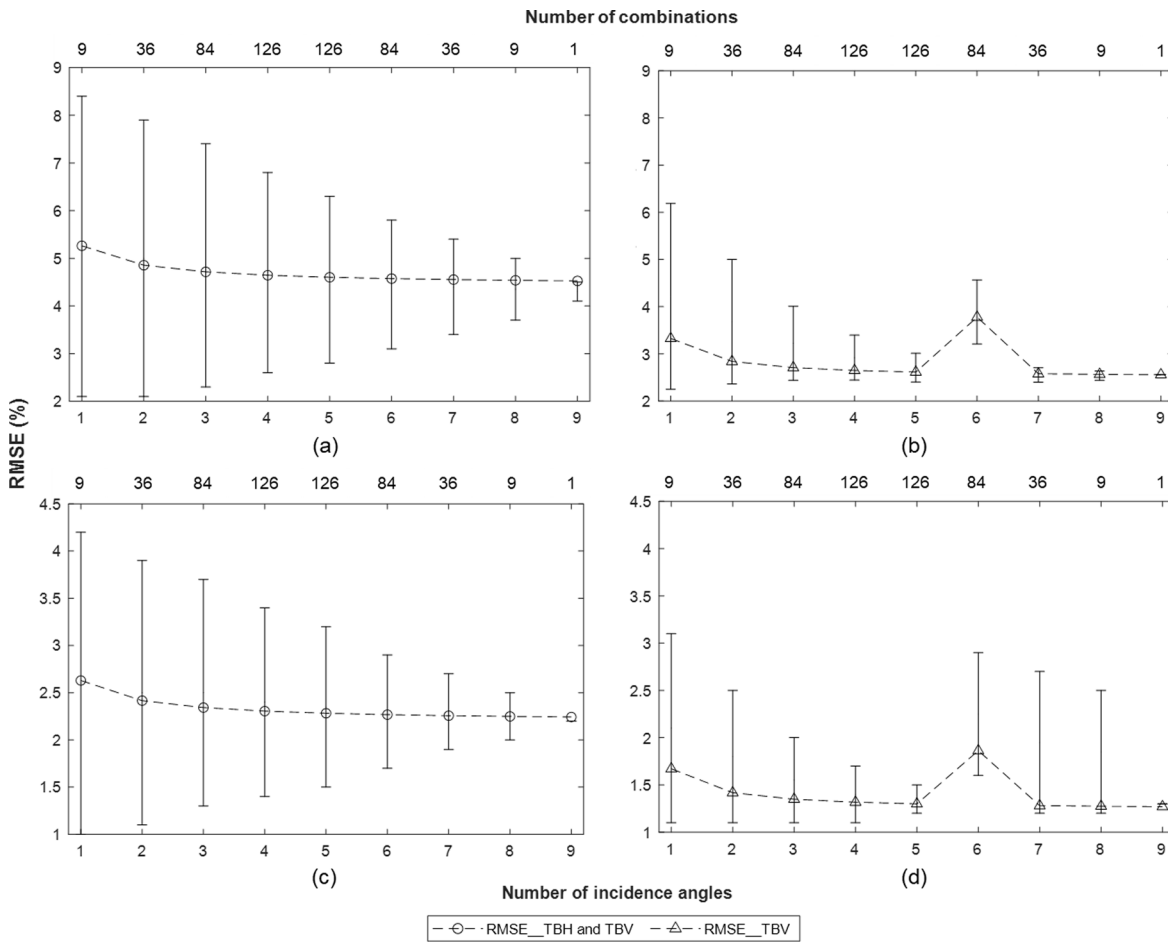 Number of combinations
9 36 84 126 126 84 36 9 1
9 36 84 126 126 84 36 9 1
9
8
7
6
5
4
3
2
9
8
7
6
5
4
3
2
1 2 3 4 5 6 7 8 9
1 2 3 4 5 6 7 8 9
(a)
(b)
RMSE (%)
9 36 84 126 126 84 36 9 1
9 36 84 126 126 84 36 9 1
4.5
4
3.5
3
2.5
2
1.5
1
4.5
4
3.5
3
2.5
2
1.5
1
1 2 3 4 5 6 7 8 9
1 2 3 4 5 6 7 8 9
(c)
(d)
Number of incidence angles
RMSE__TBH and TBV
RMSE__TBV